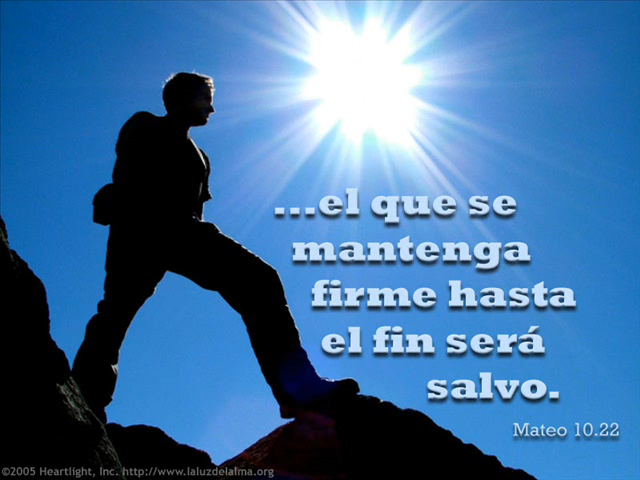 ...el que se
mantenga
firme hasta
el fin será
salvo.
Mateo 10.22
©2005 Heartlight, Inc. http://www.laluzdelalma.org